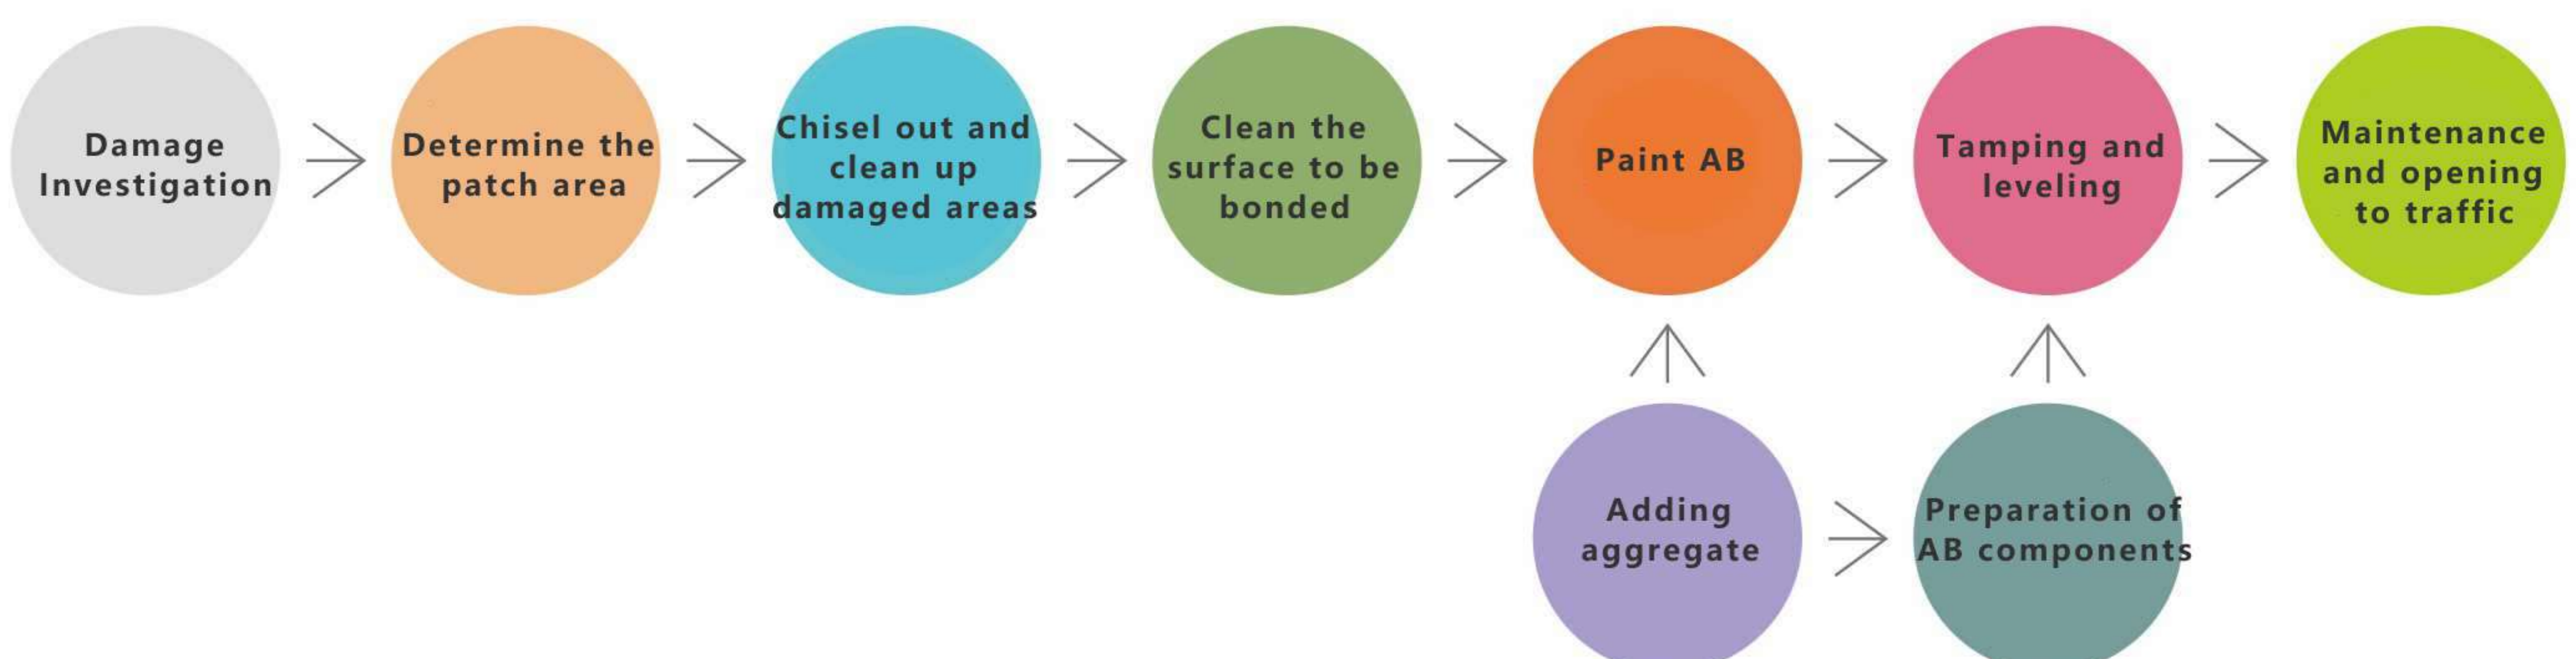 Damage
Investigation
Determine the
patch area
Chisel out and
clean up
damaged areas
Clean the
surface to be
bonded
Paint AB
Tamping and
leveling
Maintenance
and opening
to traffic
Adding
aggregate
Preparation of
AB components